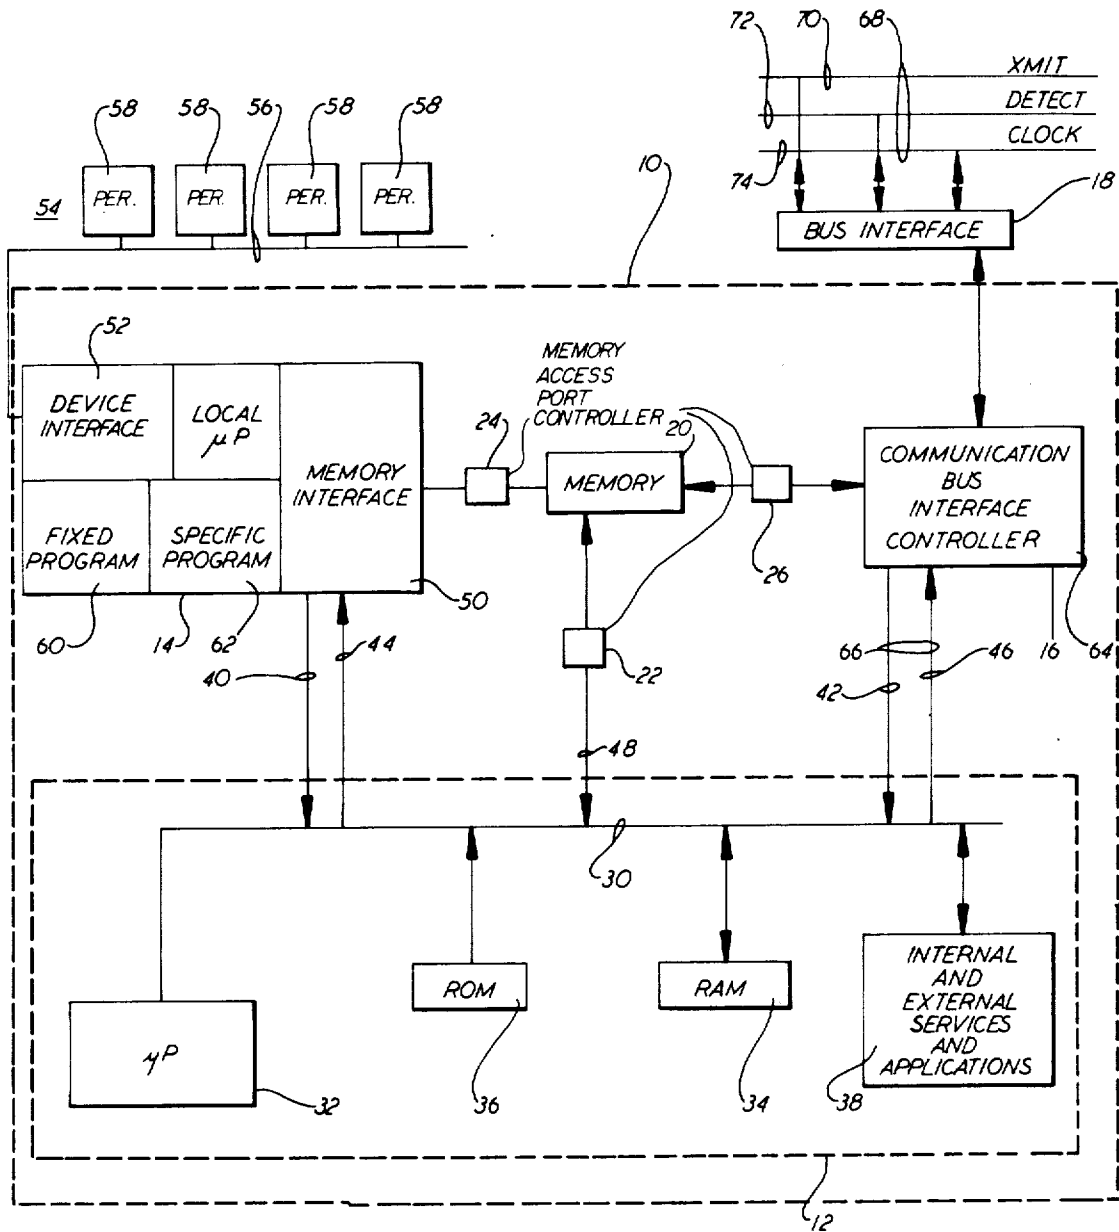 72
70
68
XMIT
DETECT
CLOCK
74
58
58
56
58
58
PER.
PER.
PER.
PER.
54
10
18
BUS INTERFACE
52
DEVICE
INTERFACE
LOCAL
μP
MEMORY
INTERFACE
FIXED
PROGRAM
SPECIFIC
PROGRAM
MEMORY
ACCESS
PORT
CONTROLLER
24
20
MEMORY
26
COMMUNICATION
BUS
INTERFACE
CONTROLLER
60
14
62
50
44
40
22
48
66
42
46
16
64
30
μP
32
ROM
36
RAM
34
INTERNAL
AND
EXTERNAL
SERVICES
AND
APPLICATIONS
38
12